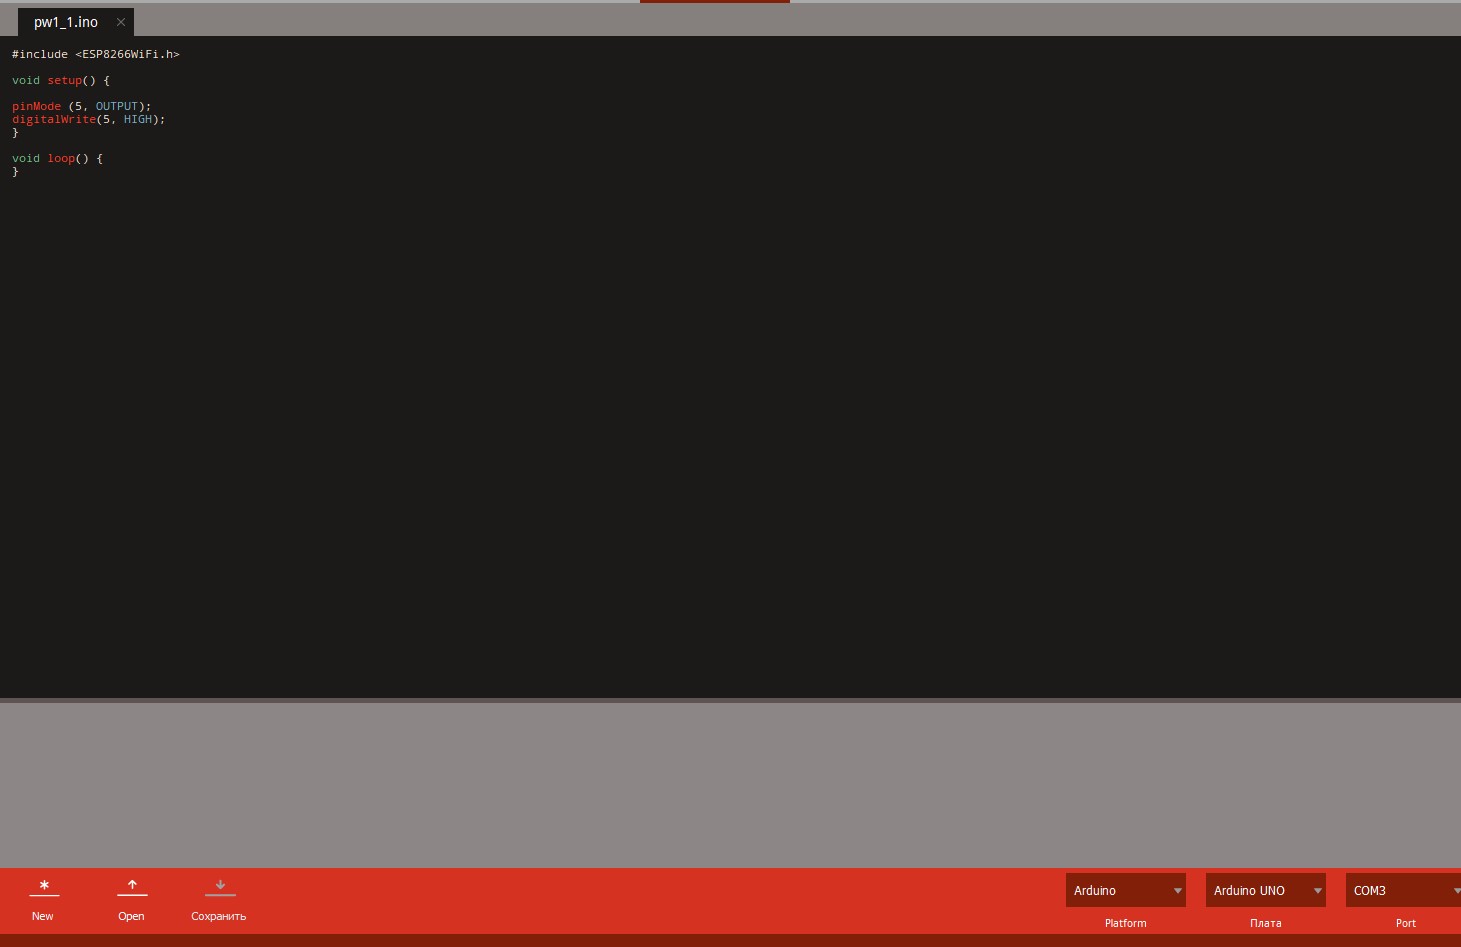 pw1_1.ino ×
#include <ESP8266WiFi.h>
void setup() {
pinMode (5, OUTPUT);
digitalWrite(5, HIGH);
}
void loop() {
}
New Open Сохранить
Arduino Arduino UNO COM3
Platform Плата Port